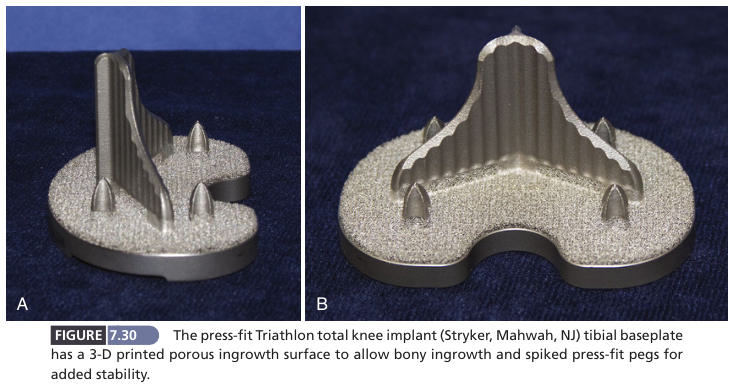 A
B
FIGURE 7.30 The press-fit Triathlon total knee implant (Stryker, Mahwah, NJ) tibial baseplate
has a 3-D printed porous ingrowth surface to allow bony ingrowth and spiked press-fit pegs for
added stability.